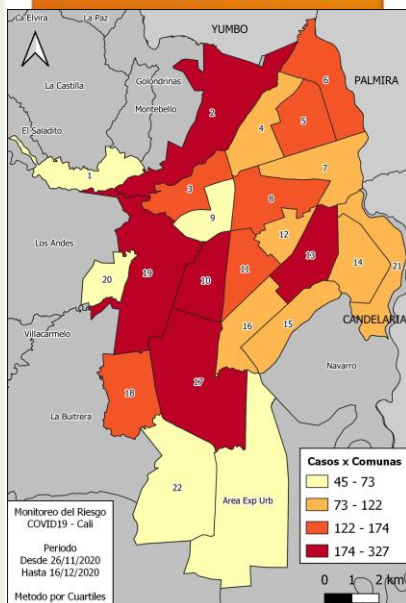 La Elvira
La Paz
YUMBO
La Castilla
Golondrinas
Montebello
PALMIRA
El Saladito
6
2
5
4
1
3
7
9
8
Los Andes
12
13
14
21
19
20
10
11
CANDELARIA
Villacarmelo
16
15
Navarro
17
18
La Buitrera
22
Area Exp Urb
Casos x Comunas
45 - 73
73 - 122
122 - 174
174 - 327
Monitoreo del Riesgo
COVID19 - Cali
Periodo
Desde 26/11/2020
Hasta 16/12/2020
Metodo por Cuartiles
0 1 2 km